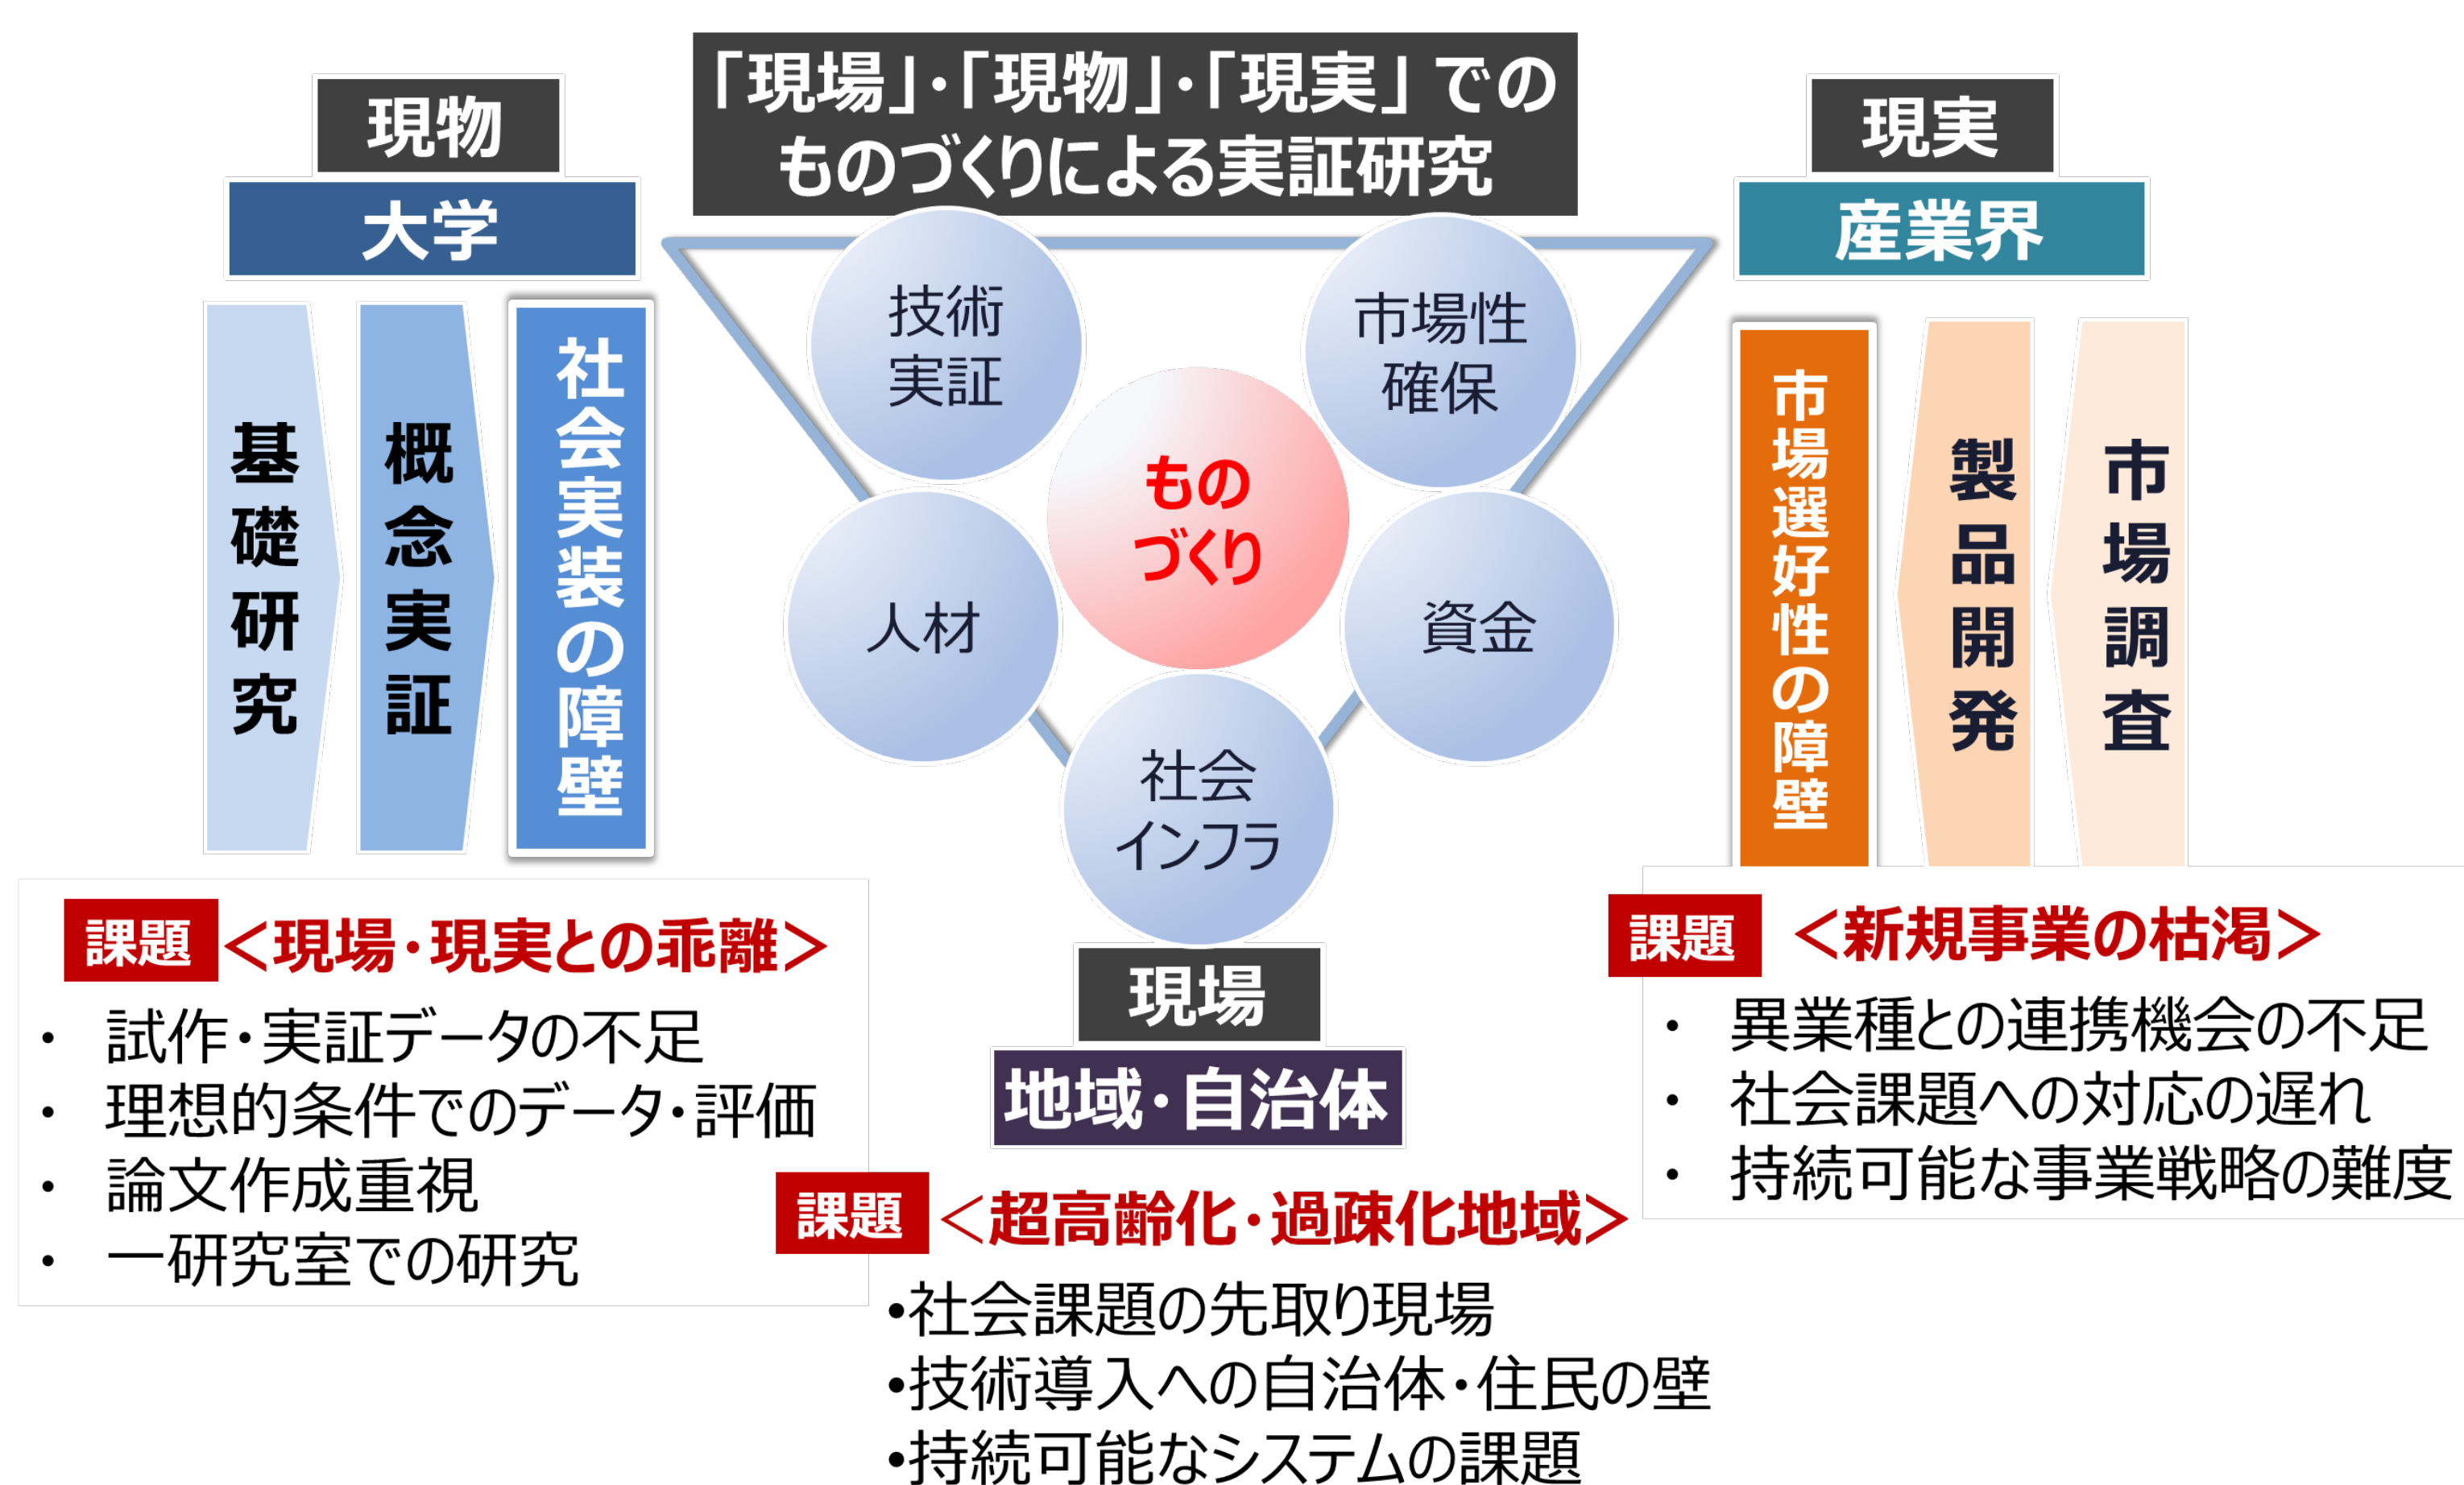 「現場」・「現物」・「現実」での
ものづくりによる実証研究
現物
大学
基礎研究
概念実証
社会実装の障壁
技術
実証
市場性
確保
もの
づくり
人材
資金
社会
インフラ
現実
産業界
市場選好性の障壁
製品開発
市場調査
課題
＜現場・現実との乖離＞
• 試作・実証データの不足
• 理想的条件でのデータ・評価
• 論文作成重視
• 一研究室での研究
現場
地域・自治体
課題
＜超高齢化・過疎化地域＞
•社会課題の先取り現場
•技術導入への自治体・住民の壁
•持続可能なシステムの課題
課題
＜新規事業の枯渇＞
• 異業種との連携機会の不足
• 社会課題への対応の遅れ
• 持続可能な事業戦略の難度